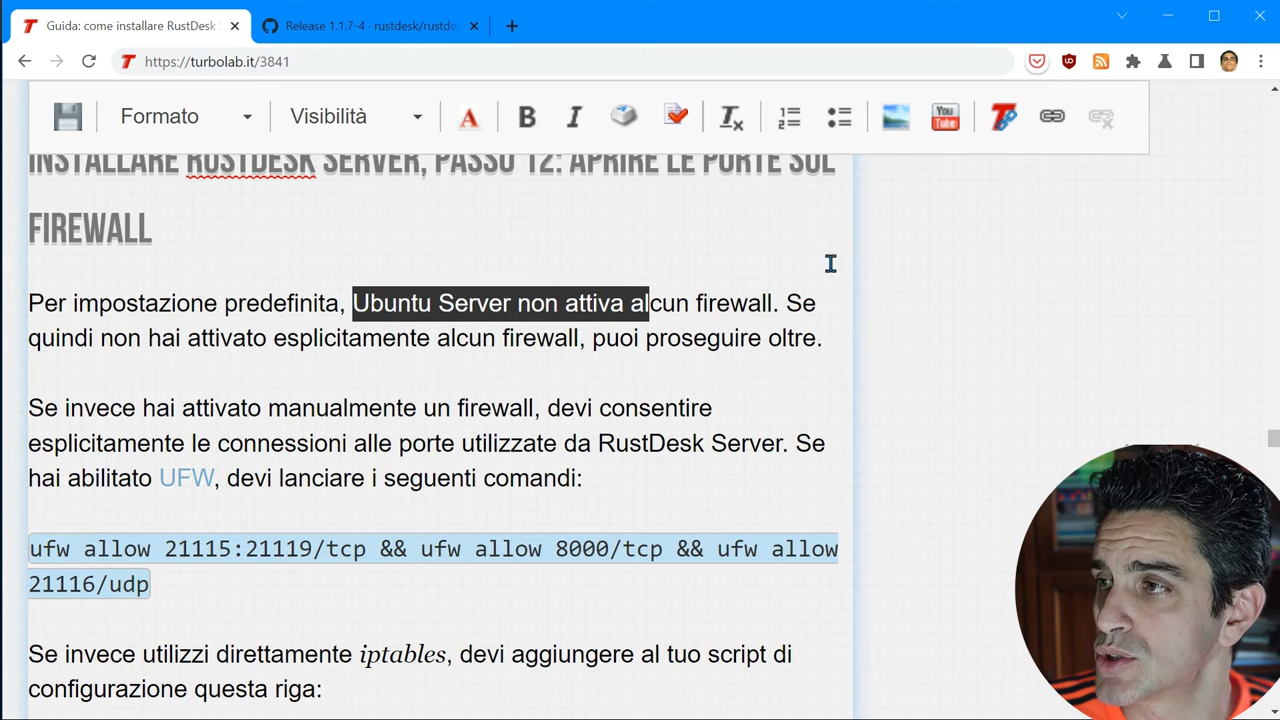 Guida: come installare RustDesk S
Release 1.1.7-4 · rustdesk/rustde
https://turbolab.it/3841
Formato
Visibilità
A
B
I
You
Tube
INSTALLARE RUSTDESK SERVER, PASSO 12: APRIRE LE PORTE SUL
FIREWALL
Per impostazione predefinita, Ubuntu Server non attiva alcun firewall. Se
quindi non hai attivato esplicitamente alcun firewall, puoi proseguire oltre.
Se invece hai attivato manualmente un firewall, devi consentire
esplicitamente le connessioni alle porte utilizzate da RustDesk Server. Se
hai abilitato UFW, devi lanciare i seguenti comandi:
ufw allow 21115:21119/tcp && ufw allow 8000/tcp && ufw allow
21116/udp
Se invece utilizzi direttamente iptables, devi aggiungere al tuo script di
configurazione questa riga: